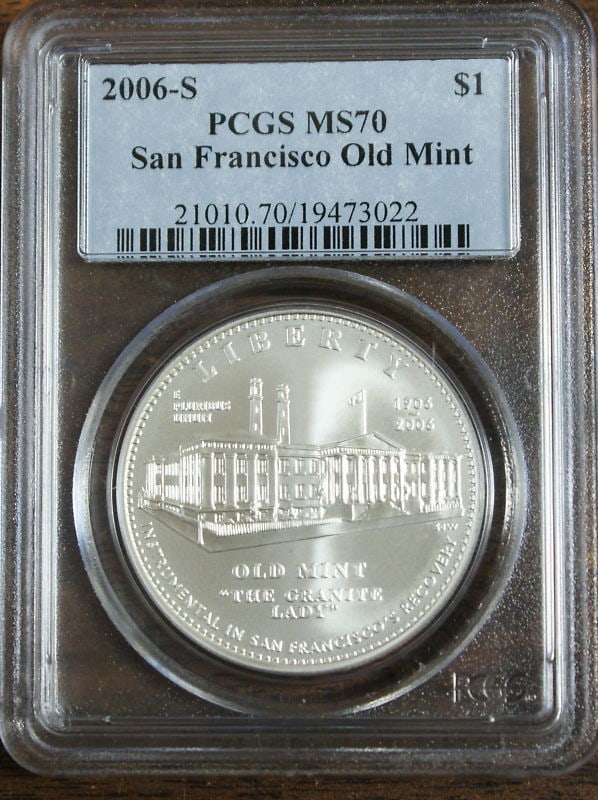 2006-S $1
PCGS MS70
San Francisco Old Mint
21010.70/19473022
LIBERTY
E
PLURIBUS
UNUM
1906
2006
OLD MINT
"THE GRANITE
LADY"
INSTRUMENTAL IN SAN FRANCISCO'S RECOVERY
PCGS